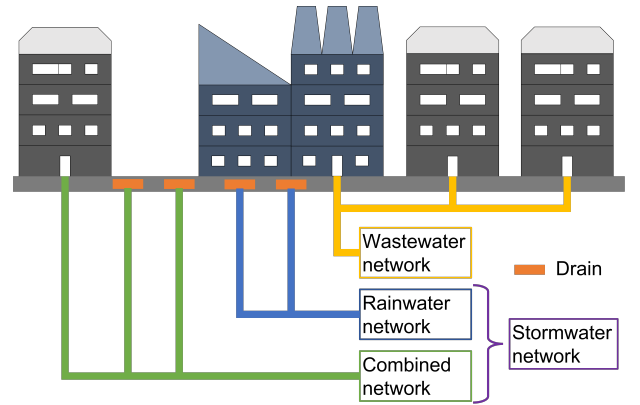 Wastewater
network
Drain
Rainwater
network
Stormwater
network
Combined
network